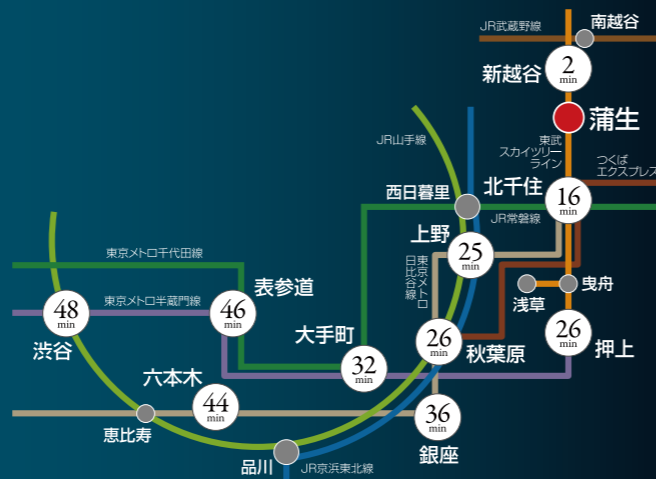 南越谷
JR武蔵野線
新越谷
2
min
蒲生
東武
スカイツリー
ライン
つくば
エクスプレス
JR山手線
西日暮里
北千住
16
min
JR常磐線
上野
25
min
東京メトロ
日比谷線
東京メトロ千代田線
表参道
46
min
東京メトロ半蔵門線
48
min
渋谷
大手町
32
min
26
min
秋葉原
浅草
曳舟
26
min
押上
六本木
44
min
36
min
銀座
恵比寿
品川
JR京浜東北線